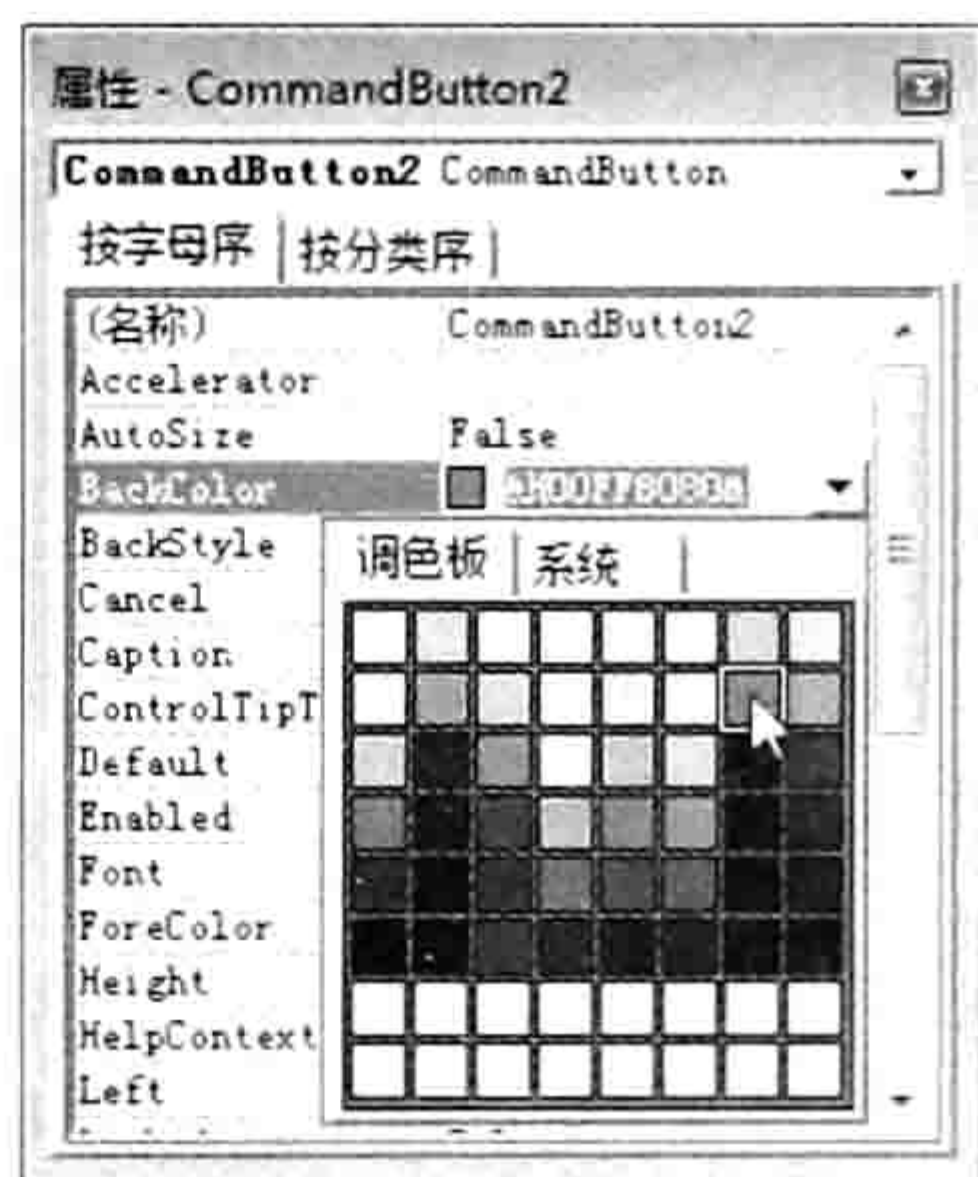 属性 - CommandButton2
CommandButton2 CommandButton
按字母序 按分类序
(名称) CommandButton2
Accelerator
AutoSize False
BackColor &H00FF8080&
BackStyle
调色板 系统
Cancel
Caption
ControlTipT
Default
Enabled
Font
ForeColor
Height
HelpContext
Left